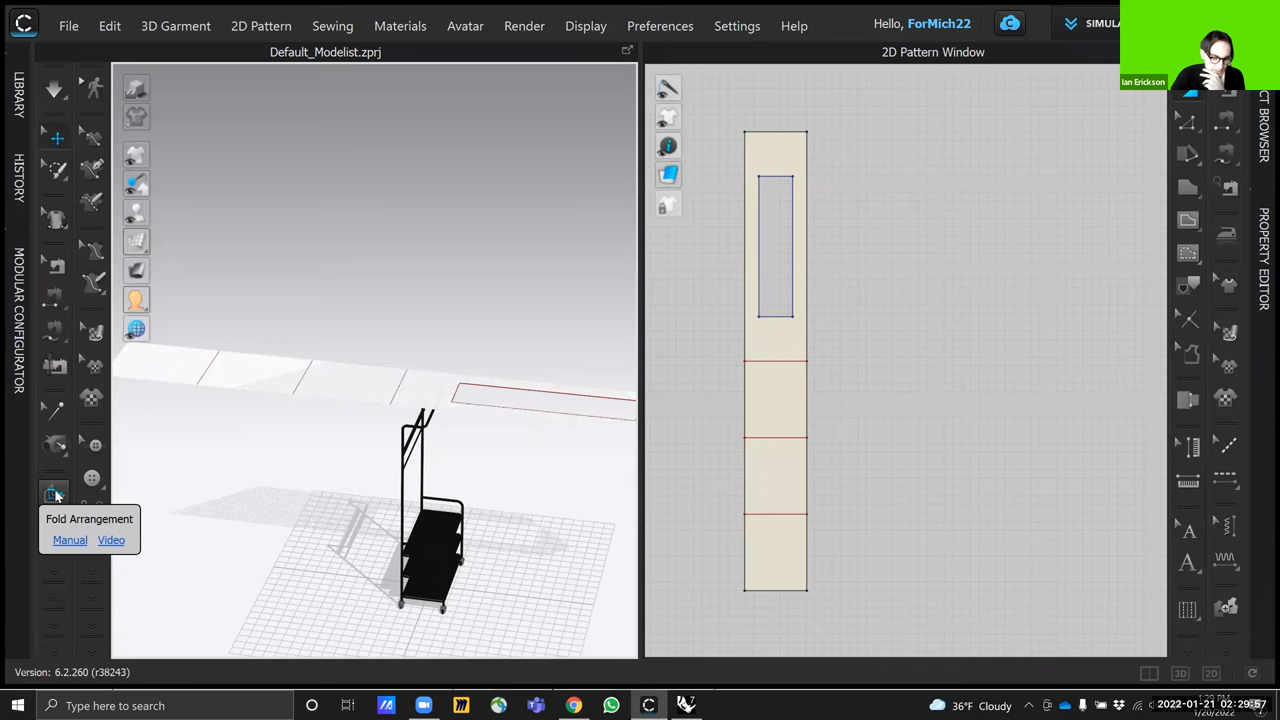 File Edit 3D Garment 2D Pattern Sewing Materials Avatar Render Display Preferences Settings Help
Hello, ForMich22
SIMULA
Ian Erickson
Default_Modelist.zprj
2D Pattern Window
LIBRARY
HISTORY
MODULAR CONFIGURATOR
CT BROWSER
PROPERTY EDITOR
Fold Arrangement
Manual Video
Version: 6.2.260 (r38243)
3D 2D
Type here to search
36°F Cloudy
2022-01-21 02:29:57